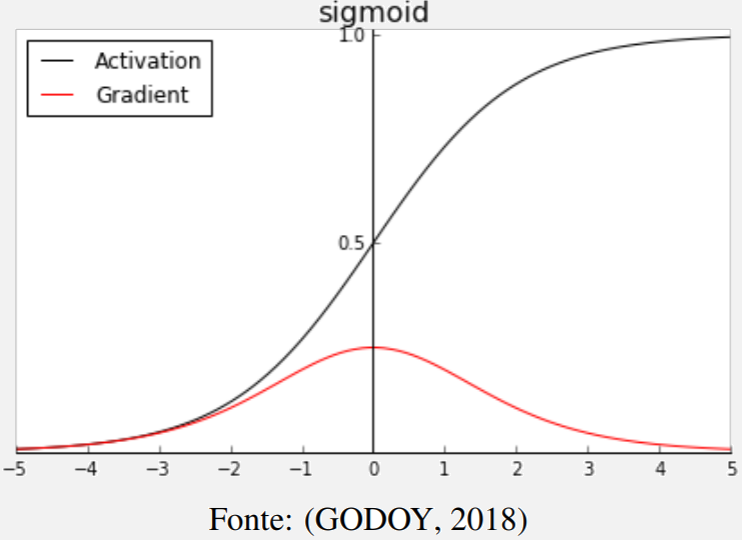 sigmoid
Activation
Gradient
1.0
0.5
−5 −4 −3 −2 −1 0 1 2 3 4 5
Fonte: (GODOY, 2018)